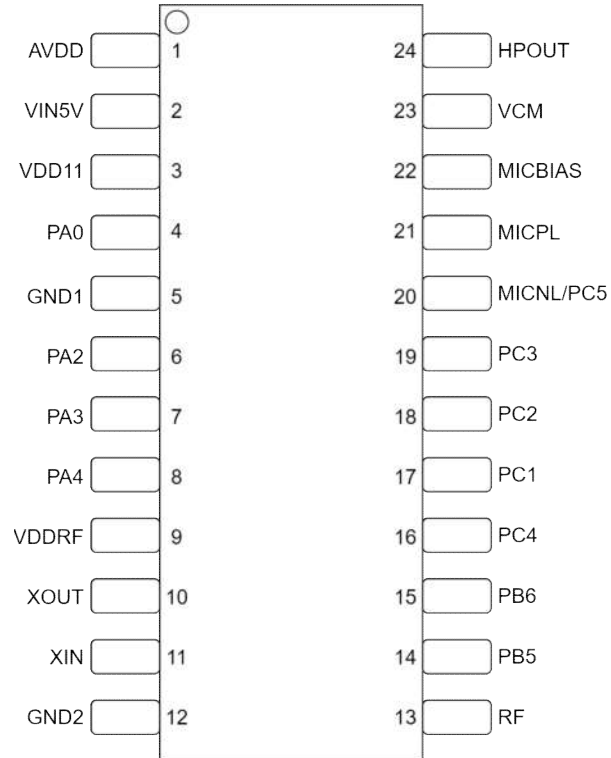 AVDD 1 24 HPOUT
VIN5V 2 23 VCM
VDD11 3 22 MICBIAS
PA0 4 21 MICPL
GND1 5 20 MICNL/PC5
PA2 6 19 PC3
PA3 7 18 PC2
PA4 8 17 PC1
VDDRF 9 16 PC4
XOUT 10 15 PB6
XIN 11 14 PB5
GND2 12 13 RF